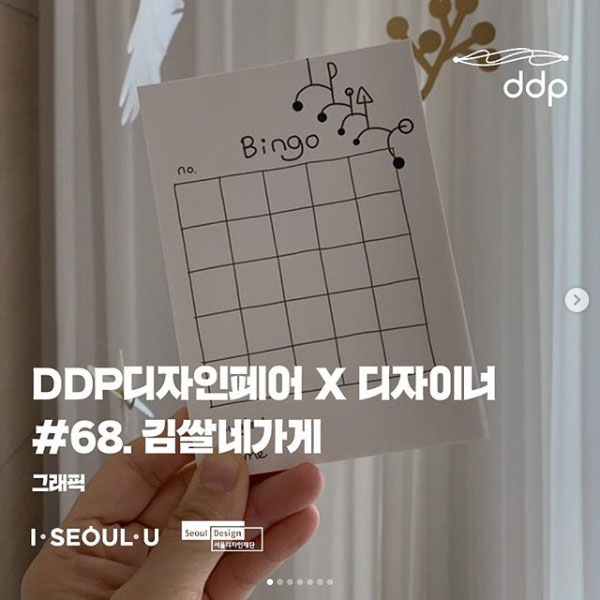 ddp
Bingo
no.
me
DDP디자인페어 X 디자이너
#68. 김쌀네가게
그래픽
I·SEOUL·U
Seoul Design
서울디자인재단